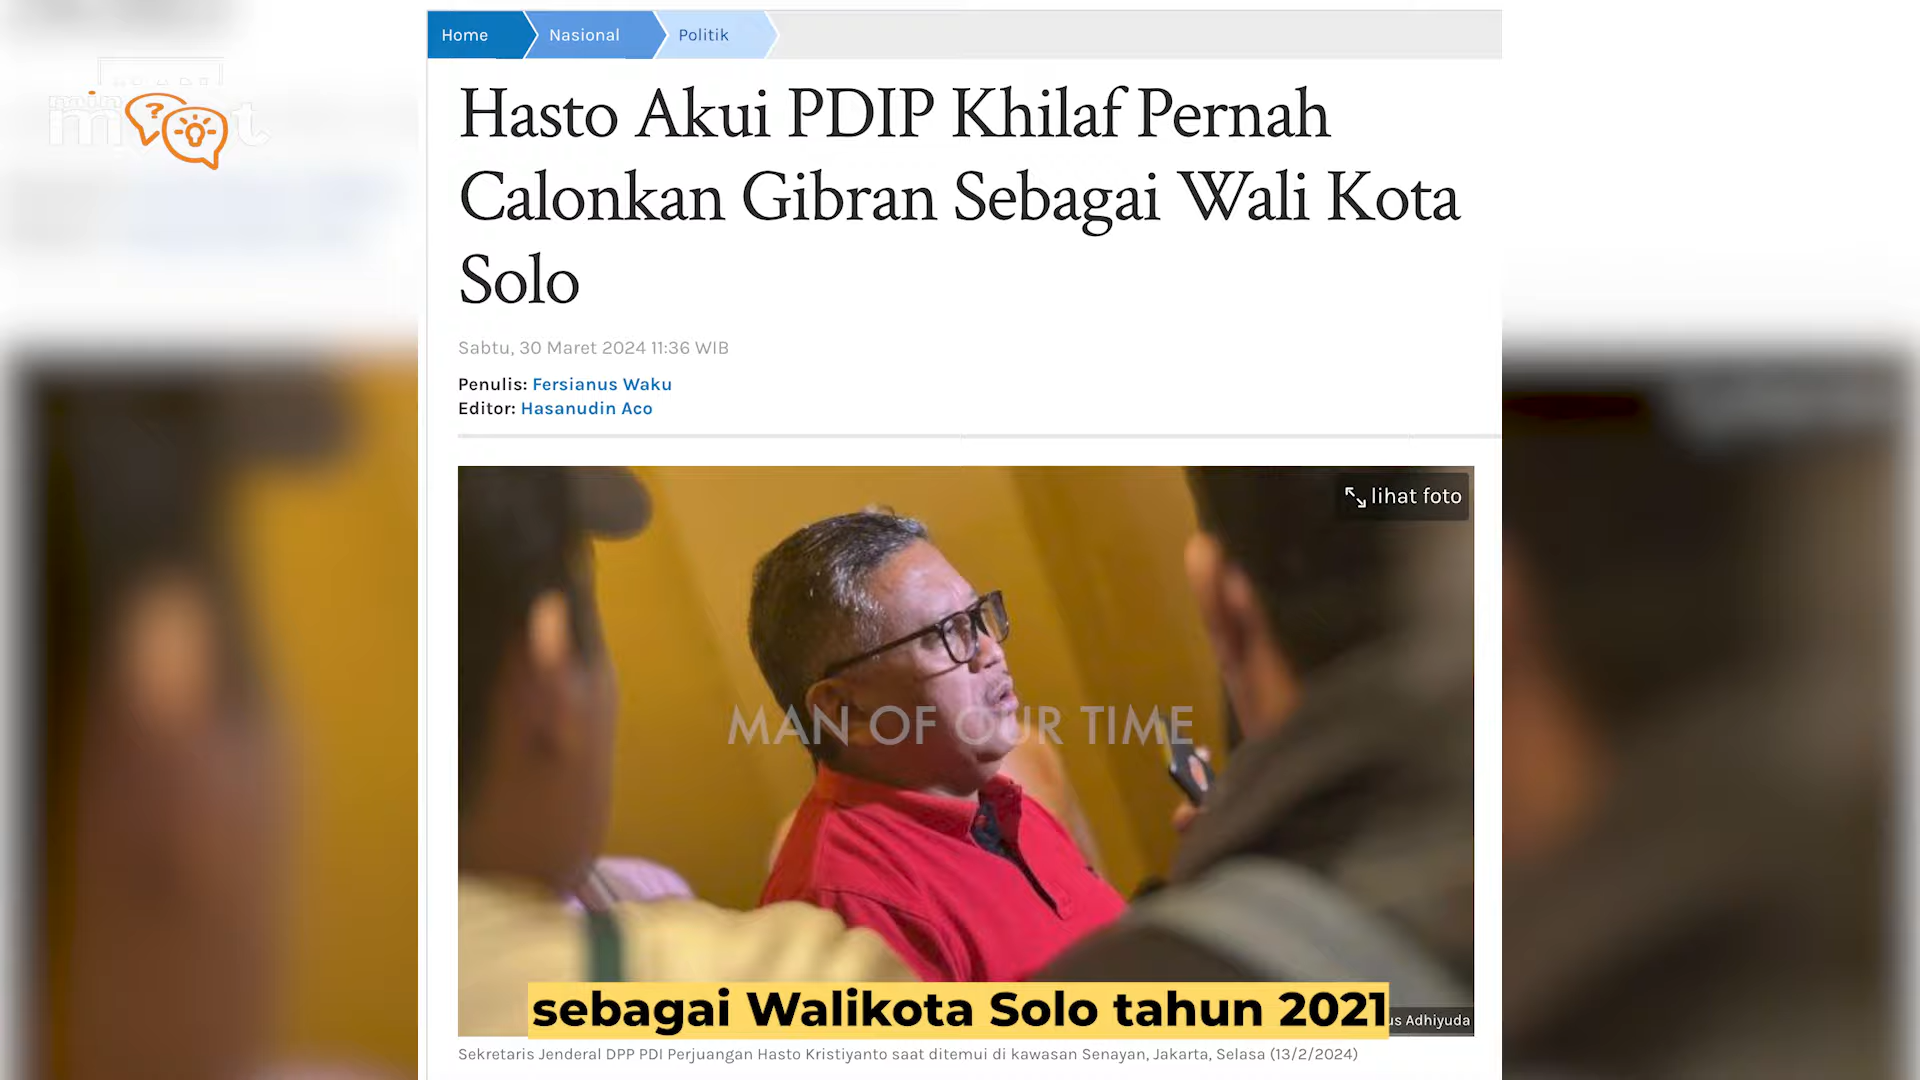 Home Nasional Politik
Hasto Akui PDIP Khilaf Pernah
Calonkan Gibran Sebagai Wali Kota
Solo
Sabtu, 30 Maret 2024 11:36 WIB
Penulis: Fersianus Waku
Editor: Hasanudin Aco
lihat foto
MAN OF OUR TIME
sebagai Walikota Solo tahun 2021
Adhiyuda
Sekretaris Jenderal DPP PDI Perjuangan Hasto Kristiyanto saat ditemui di kawasan Senayan, Jakarta, Selasa (13/2/2024)